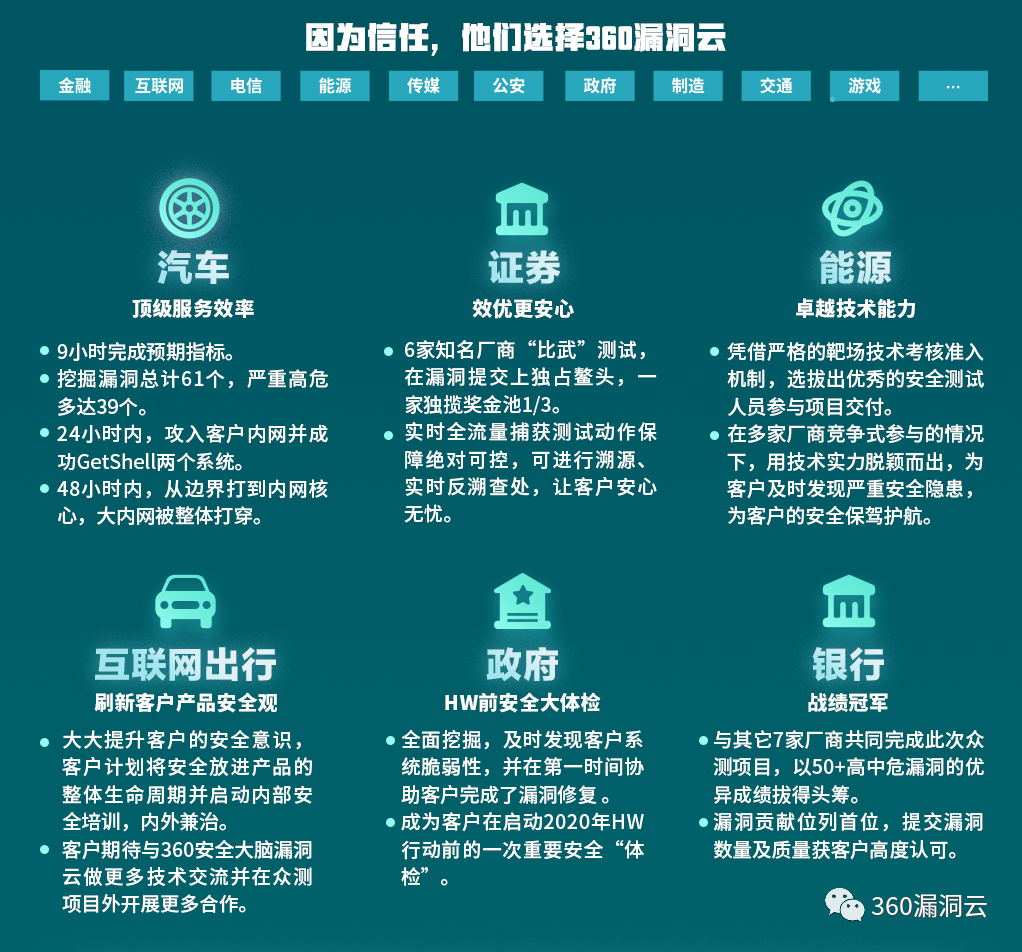 因为信任，他们选择360漏洞云
金融 互联网 电信 能源 传媒 公安 政府 制造 交通 游戏 ...
汽车
顶级服务效率
9小时完成预期指标。
挖掘漏洞总计61个，严重高危
多达39个。
24小时内，攻入客户内网并成
功GetShell两个系统。
48小时内，从边界打到内网核
心，大内网被整体打穿。
证券
效优更安心
6家知名厂商“比武”测试，
在漏洞提交上独占鳌头，一
家独揽奖金池1/3。
实时全流量捕获测试动作保
障绝对可控，可进行溯源、
实时反溯查处，让客户安心
无忧。
能源
卓越技术能力
凭借严格的靶场技术考核准入
机制，选拔出优秀的安全测试
人员参与项目交付。
在多家厂商竞争式参与的情况
下，用技术实力脱颖而出，为
客户及时发现严重安全隐患，
为客户的安全保驾护航。
互联网出行
刷新客户产品安全观
大大提升客户的安全意识，
客户计划将安全放进产品的
整体生命周期并启动内部安
全培训，内外兼治。
客户期待与360安全大脑漏洞
云做更多技术交流并在众测
项目外开展更多合作。
政府
HW前安全大体检
全面挖掘，及时发现客户系
统脆弱性，并在第一时间协
助客户完成了漏洞修复。
成为客户在启动2020年HW
行动前的一次重要安全“体
检”。
银行
战绩冠军
与其它7家厂商共同完成此次众
测项目，以50+高中危漏洞的优
异成绩拔得头筹。
漏洞贡献位列首位，提交漏洞
数量及质量获客户高度认可。
360漏洞云